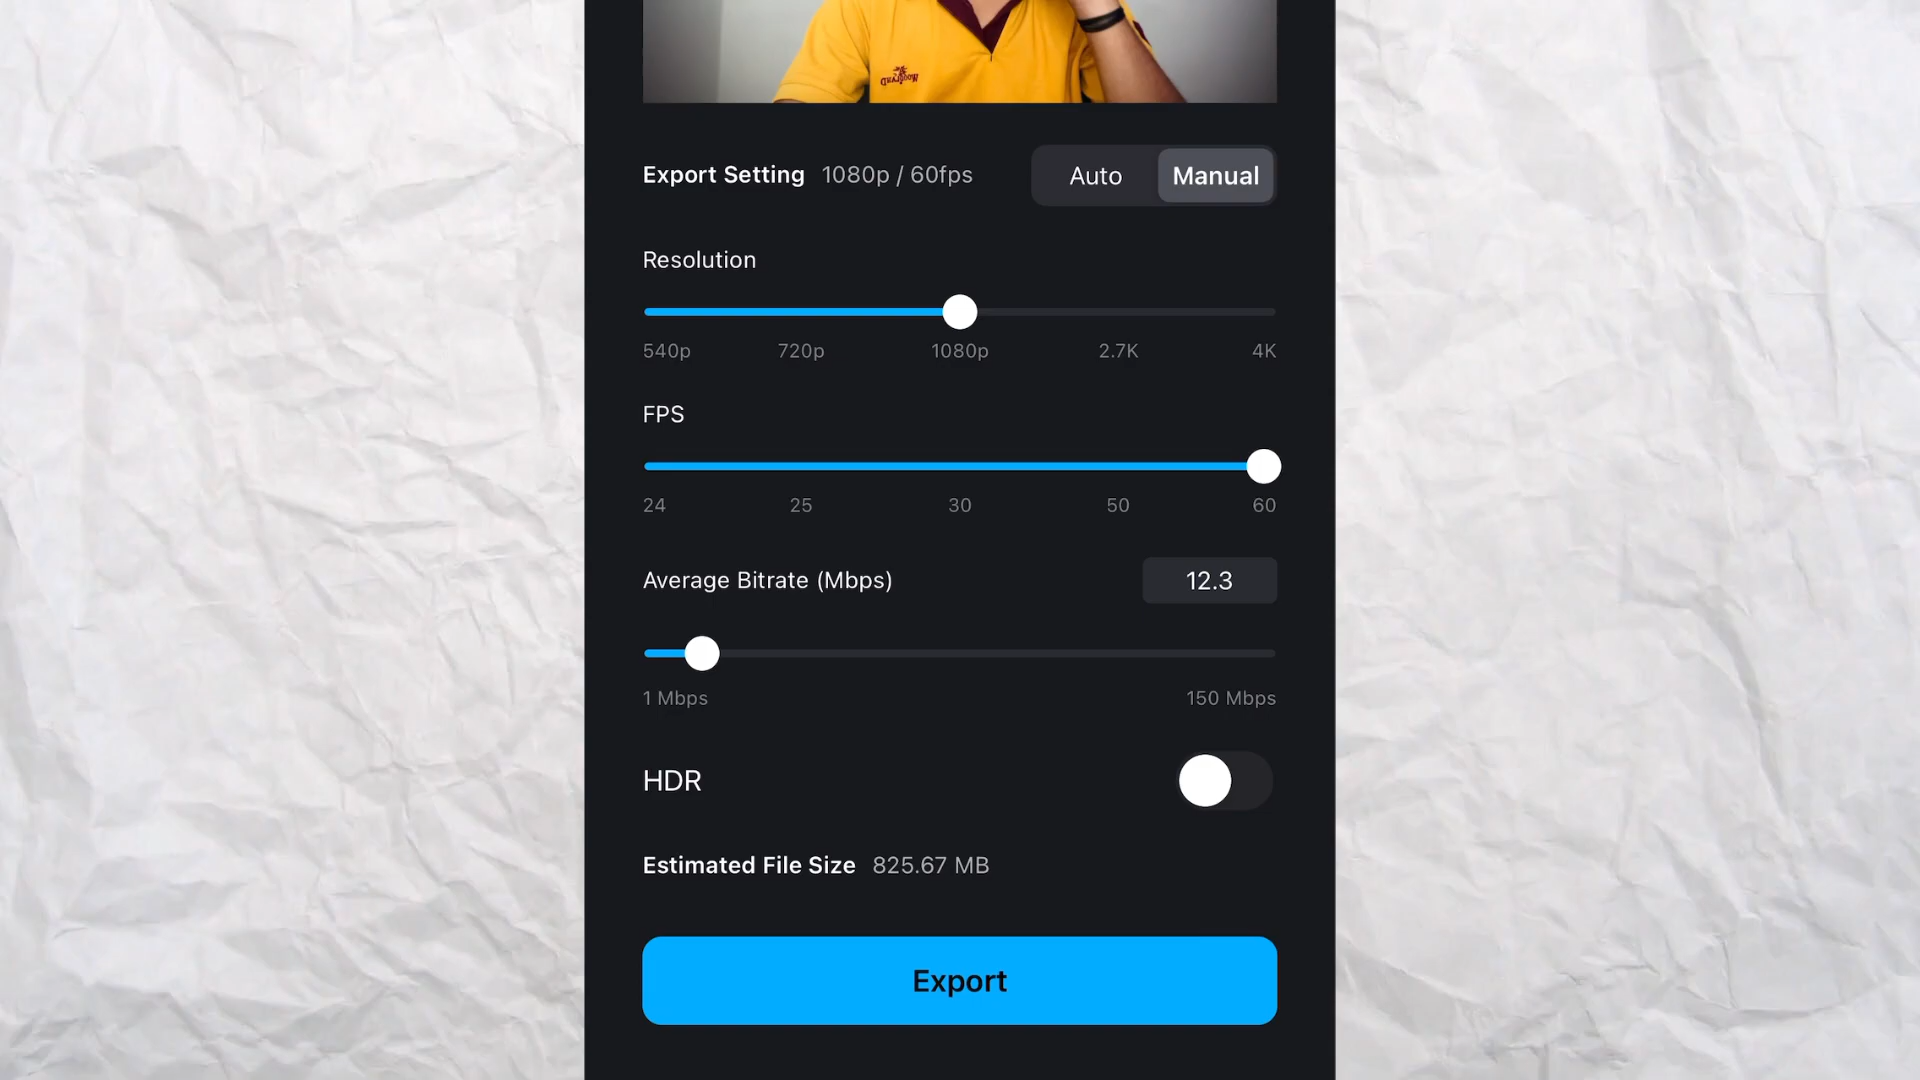 WOODLAND
Export Setting 1080p / 60fps Auto Manual
Resolution
540p 720p 1080p 2.7K 4K
FPS
24 25 30 50 60
Average Bitrate (Mbps) 12.3
1 Mbps 150 Mbps
HDR
Estimated File Size 825.67 MB
Export